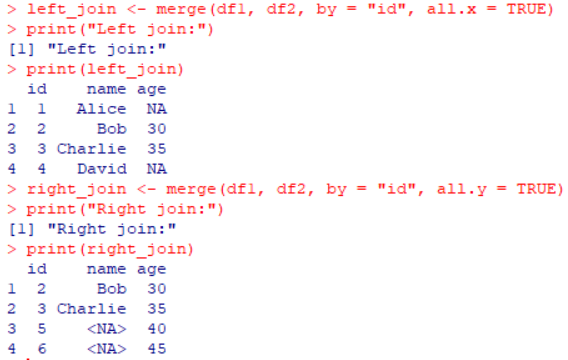 > left_join <- merge(df1, df2, by = "id", all.x = TRUE)
> print("Left join:")
[1] "Left join:"
> print(left_join)
  id    name age
1  1   Alice  NA
2  2     Bob  30
3  3 Charlie  35
4  4   David  NA
> right_join <- merge(df1, df2, by = "id", all.y = TRUE)
> print("Right join:")
[1] "Right join:"
> print(right_join)
  id    name age
1  2     Bob  30
2  3 Charlie  35
3  5    <NA>  40
4  6    <NA>  45